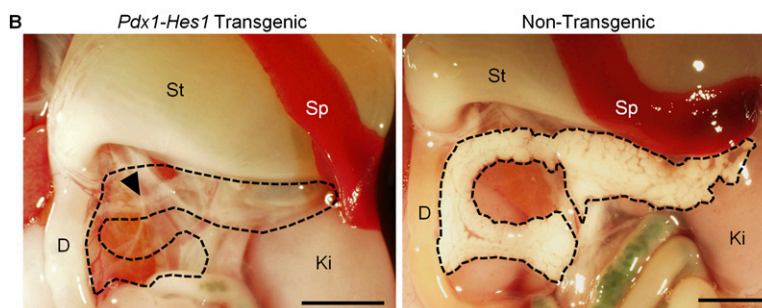 B
Pdx1-Hes1 Transgenic
Non-Transgenic
St
Sp
D
Ki
St
Sp
D
Ki